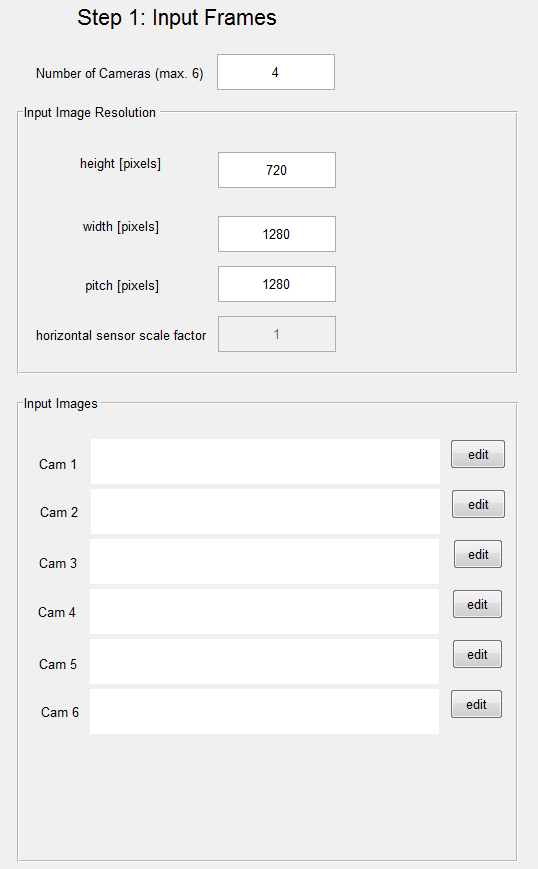 Step 1: Input Frames
Number of Cameras (max. 6) 4
Input Image Resolution
height [pixels] 720
width [pixels] 1280
pitch [pixels] 1280
horizontal sensor scale factor 1
Input Images
Cam 1 edit
Cam 2 edit
Cam 3 edit
Cam 4 edit
Cam 5 edit
Cam 6 edit